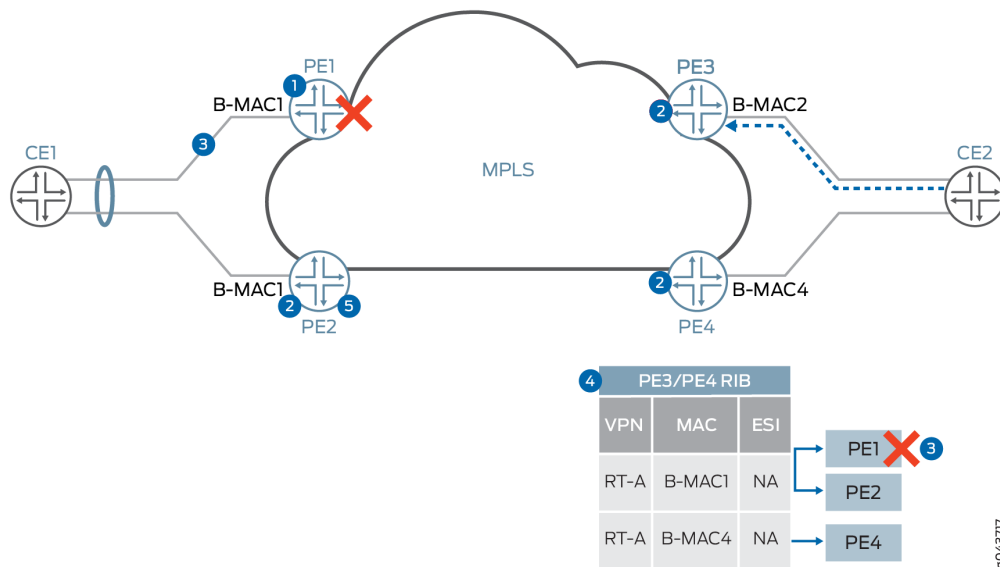 PE1
1
B-MAC1
3
CE1
MPLS
PE3
2
B-MAC2
CE2
B-MAC1
2
5
PE2
2
B-MAC4
PE4
4
PE3/PE4 RIB
VPN MAC ESI
RT-A B-MAC1 NA
RT-A B-MAC4 NA
PE1
3
PE2
PE4